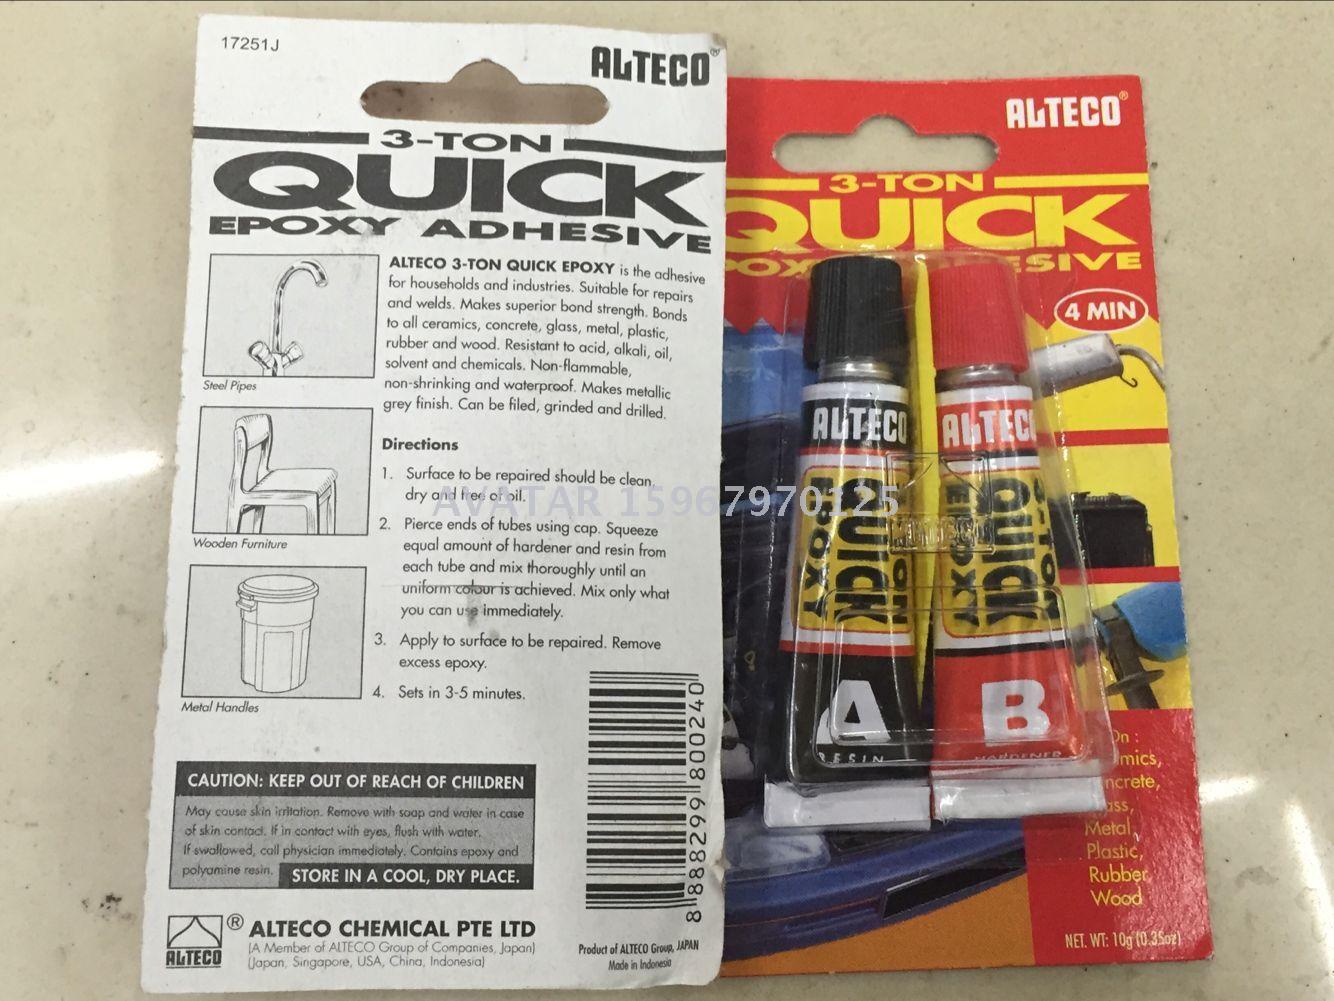 17251J
ALTECO®
3-TON
QUICK
EPOXY ADHESIVE
ALTECO 3-TON QUICK EPOXY is the adhesive
for households and industries. Suitable for repairs
and welds. Makes superior bond strength. Bonds
to all ceramics, concrete, glass, metal, plastic,
rubber and wood. Resistant to acid, alkali, oil,
solvent and chemicals. Non-flammable,
non-shrinking and waterproof. Makes metallic
grey finish. Can be filed, grinded and drilled.
Steel Pipes
Wooden Furniture
Metal Handles
Directions
1. Surface to be repaired should be clean,
dry and free of oil.
2. Pierce ends of tubes using cap. Squeeze
equal amount of hardener and resin from
each tube and mix thoroughly until an
uniform colour is achieved. Mix only what
you can use immediately.
3. Apply to surface to be repaired. Remove
excess epoxy.
4. Sets in 3-5 minutes.
CAUTION: KEEP OUT OF REACH OF CHILDREN
May cause skin irritation. Remove with soap and water in case
of skin contact. If in contact with eyes, flush with water.
If swallowed, call physician immediately. Contains epoxy and
polyamine resin.
STORE IN A COOL, DRY PLACE.
8 888299 800240
ALTECO
® ALTECO CHEMICAL PTE LTD
(A Member of ALTECO Group of Companies, Japan)
(Japan, Singapore, USA, China, Indonesia)
Product of ALTECO Group, JAPAN
Made in Indonesia
AVATAR 15967970125
ALTECO®
3-TON
QUICK
4 MIN
ALTECO
QUICK
EPOXY
A
RESIN
ALTECO
3-TON
QUICK
EPOXY
B
HARDENER
On :
Metal,
Plastic,
Rubber,
Wood
NET. WT: 10g (0.35oz)